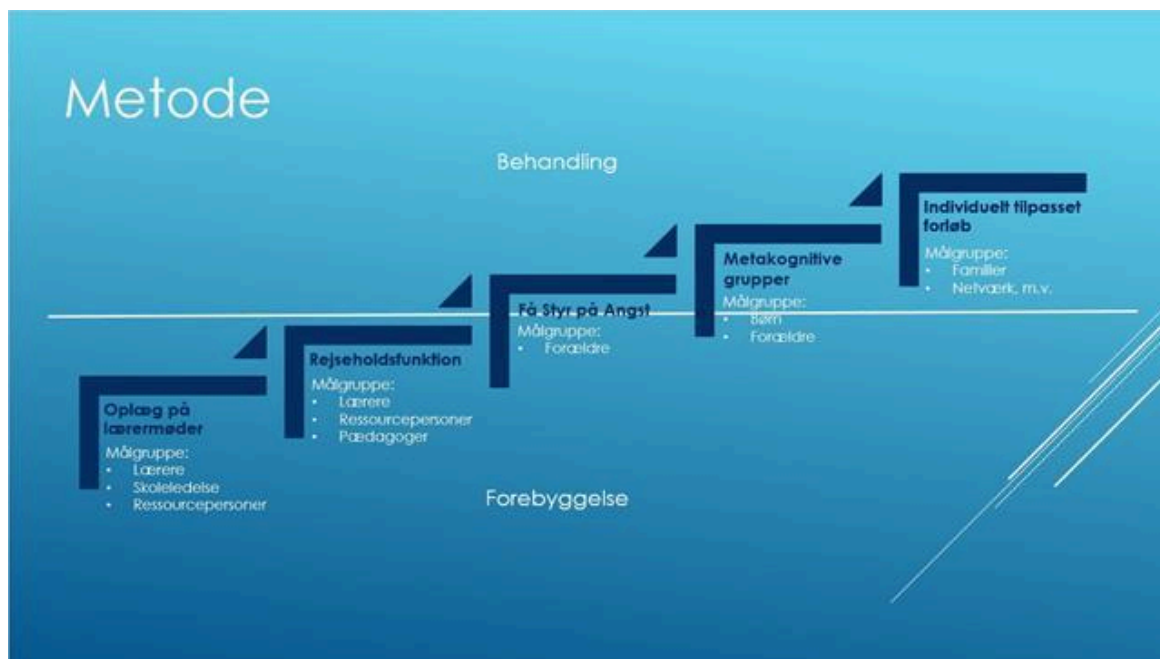 Metode
Behandling
Individuelt tilpasset
forløb
Målgruppe:
• Familier
• Netværk, m.v.
Metakognitive
grupper
Målgruppe:
• Børn
• Forældre
Få Styr på Angst
Målgruppe:
• Forældre
Rejseholdsfunktion
Målgruppe:
• Lærere
• Ressourcepersoner
• Pædagoger
Oplæg på
lærermøder
Målgruppe:
• Lærere
• Skoleledelse
• Ressourcepersoner
Forebyggelse